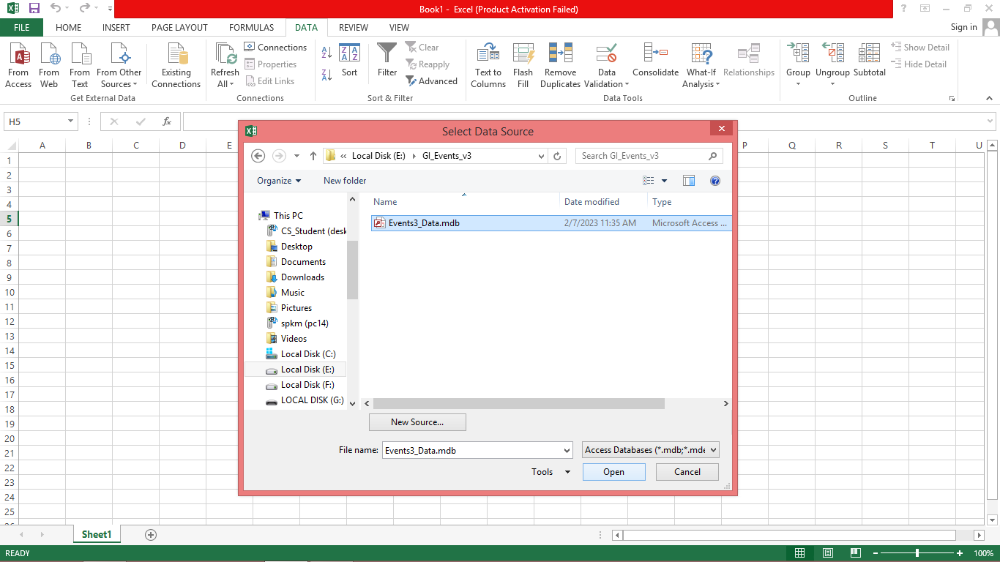 Book1 - Excel (Product Activation Failed)
FILE HOME INSERT PAGE LAYOUT FORMULAS DATA REVIEW VIEW Sign in
From Access
From Web
From Text
From Other Sources
Existing Connections
Get External Data
Refresh All
Connections
Properties
Edit Links
Connections
Sort
Filter
Clear
Reapply
Advanced
Sort & Filter
Text to Columns
Flash Fill
Remove Duplicates
Data Validation
Consolidate
What-If Analysis
Relationships
Data Tools
Group
Ungroup
Subtotal
Show Detail
Hide Detail
Outline
H5
fx
A B C D E P Q R S T U
1
2
3
4
5
6
7
8
9
10
11
12
13
14
15
16
17
18
19
20
21
22
23
24
25
Select Data Source
« Local Disk (E:) GI_Events_v3
Search GI_Events_v3
Organize New folder
Name Date modified Type
Events3_Data.mdb 2/7/2023 11:35 AM Microsoft Access ...
This PC
CS_Student (desk
Desktop
Documents
Downloads
Music
Pictures
spkm (pc14)
Videos
Local Disk (C:)
Local Disk (E:)
Local Disk (F:)
LOCAL DISK (G:)
New Source...
File name: Events3_Data.mdb Access Databases (*.mdb;*.mde
Tools Open Cancel
Sheet1
READY 100%